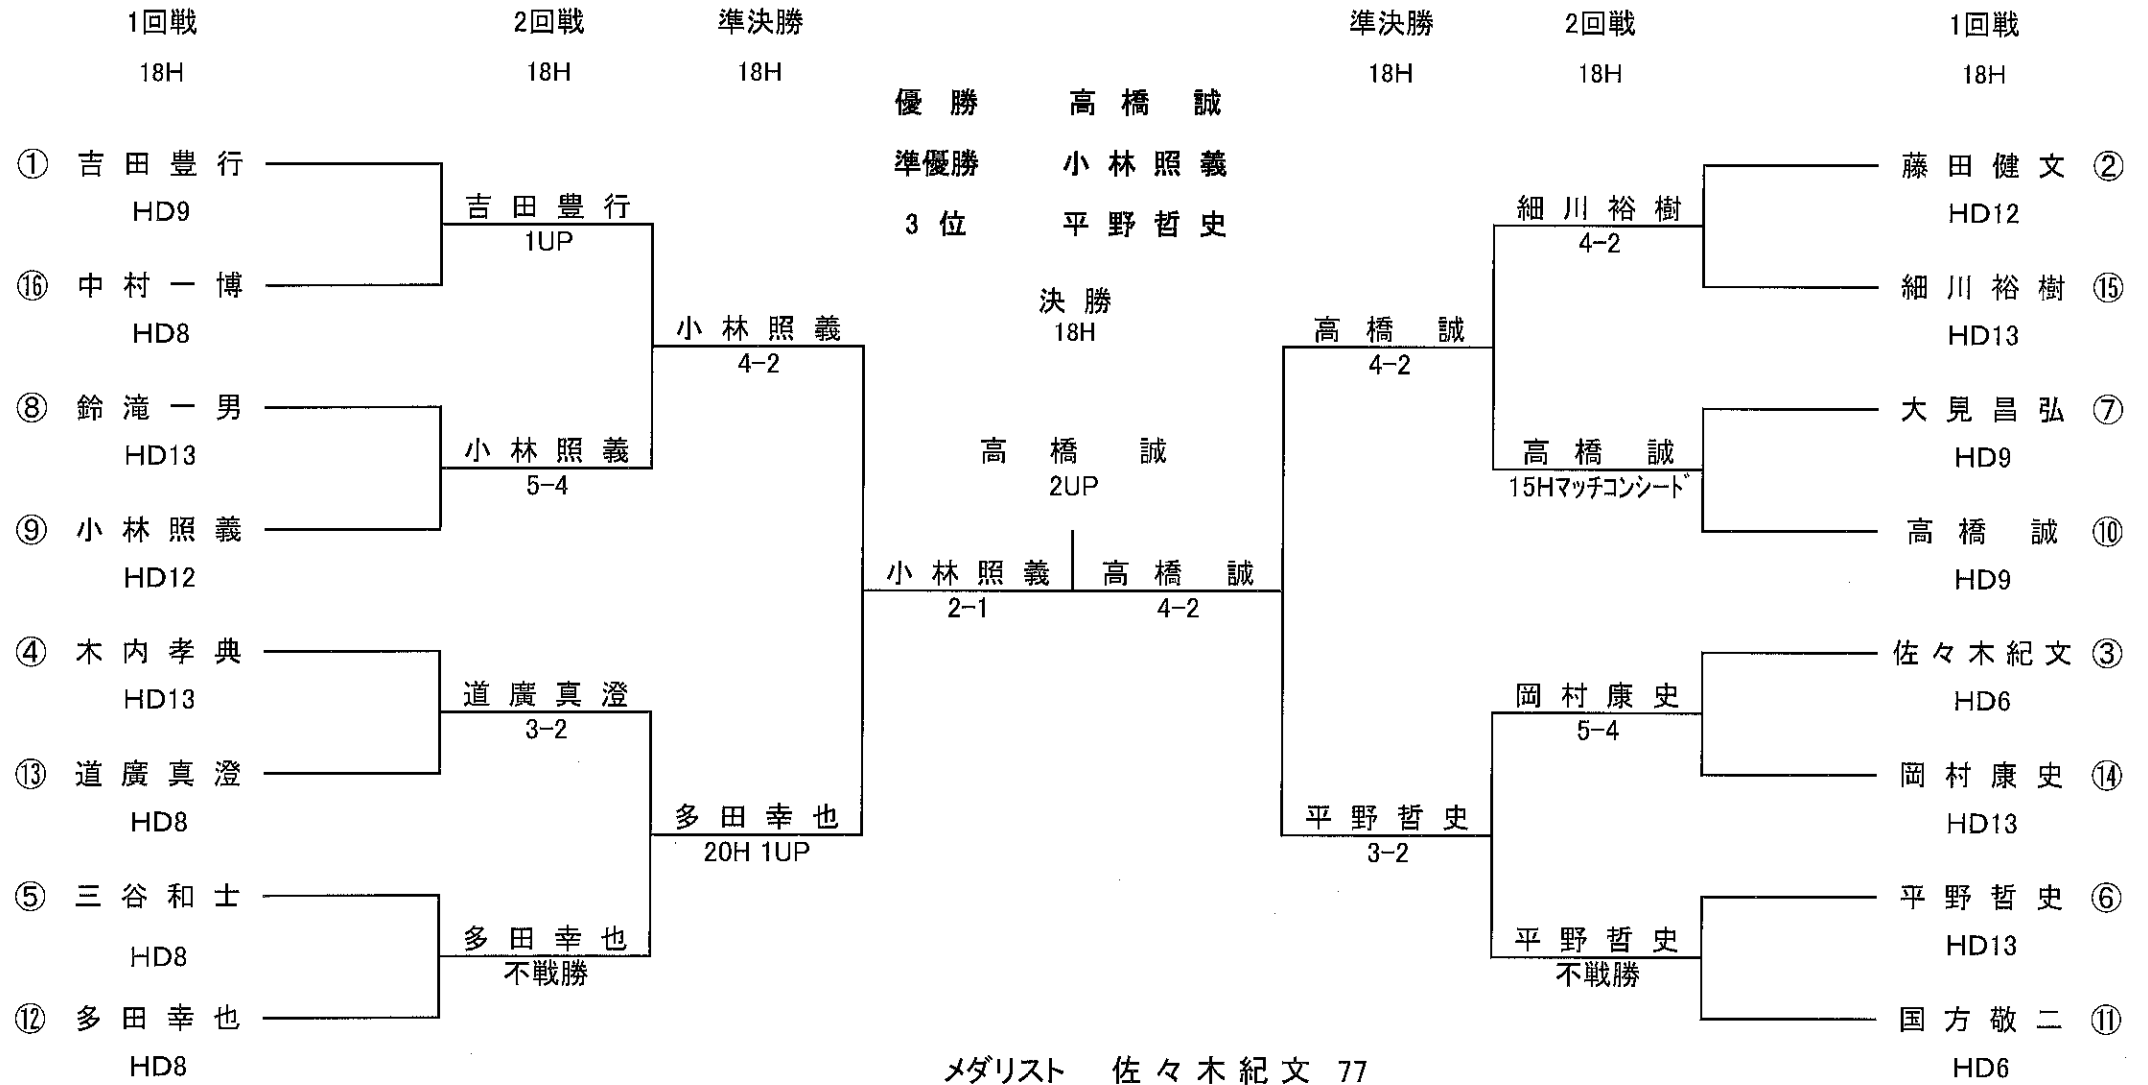 1回戦 2回戦 準決勝 準決勝 2回戦 1回戦
18H 18H 18H 18H 18H 18H
優勝 高橋 誠
準優勝 小林照義
3位 平野哲史
決勝
18H
① 吉田豊行
HD9
吉田豊行
1UP
⑯ 中村一博
HD8
小林照義
4-2
⑧ 鈴滝一男
HD13
小林照義
5-4
⑨ 小林照義
HD12
小林照義
2-1
④ 木内孝典
HD13
道廣真澄
3-2
⑬ 道廣真澄
HD8
多田幸也
20H 1UP
⑤ 三谷和士
HD8
多田幸也
不戦勝
⑫ 多田幸也
HD8
高橋 誠
2UP
高橋 誠
4-2
藤田健文 ②
HD12
細川裕樹
4-2
細川裕樹 ⑮
HD13
高橋 誠
4-2
大見昌弘 ⑦
HD9
高橋 誠
15Hマッチコンシード
高橋 誠 ⑩
HD9
佐々木紀文 ③
HD6
岡村康史
5-4
岡村康史 ⑭
HD13
平野哲史
3-2
平野哲史 ⑥
HD13
平野哲史
不戦勝
国方敬二 ⑪
HD6
メダリスト 佐々木紀文 77